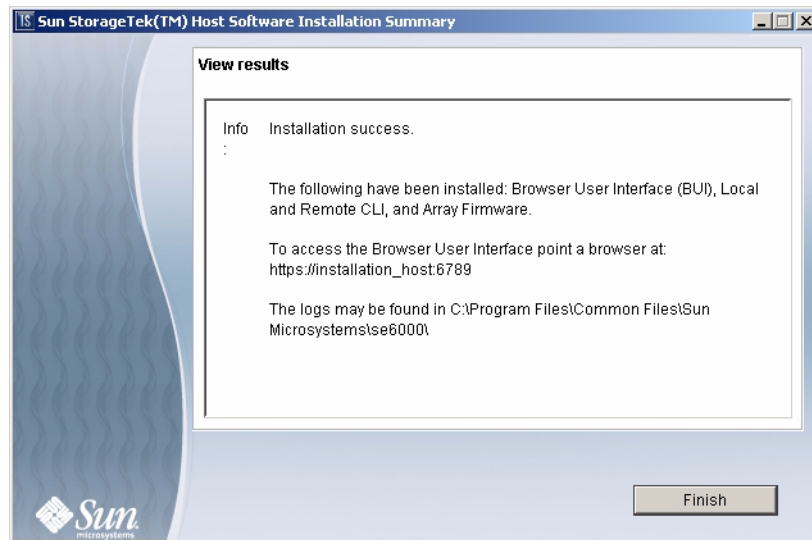 TS Sun StorageTek(TM) Host Software Installation Summary
View results
Info
:
Installation success.
The following have been installed: Browser User Interface (BUI), Local
and Remote CLI, and Array Firmware.
To access the Browser User Interface point a browser at:
https://installation_host:6789
The logs may be found in C:\Program Files\Common Files\Sun
Microsystems\se6000\
Sun
microsystems
Finish